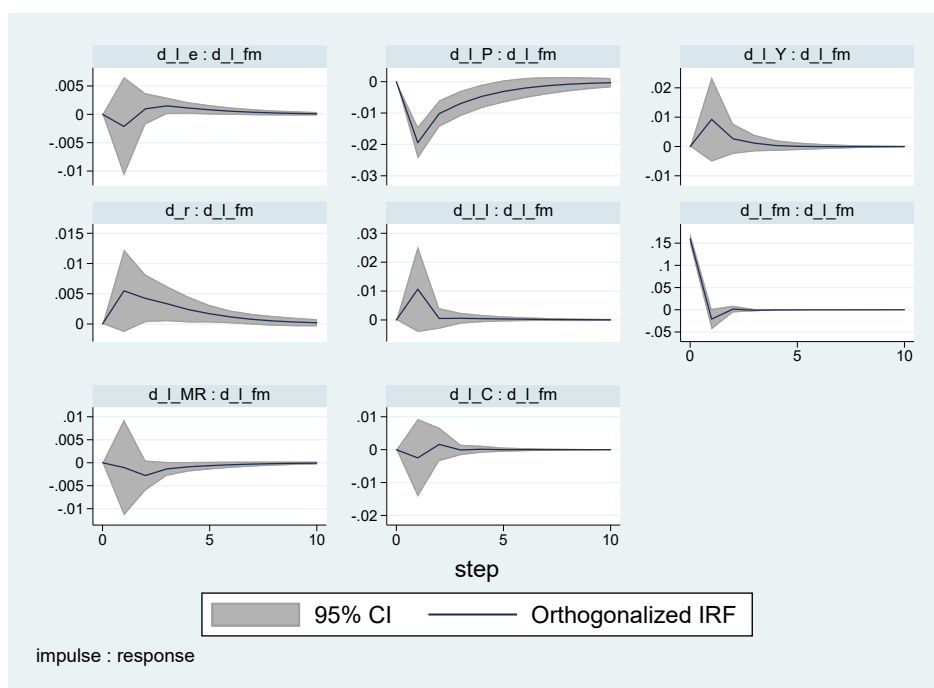 d_l_e : d_l_fm
.005
0
-.005
-.01
d_l_P : d_l_fm
0
-.01
-.02
-.03
d_l_Y : d_l_fm
.02
.01
0
-.01
d_r : d_l_fm
.015
.01
.005
0
d_l_l : d_l_fm
.03
.02
.01
0
d_l_fm : d_l_fm
.15
.1
.05
0
-.05
0 5 10
d_l_MR : d_l_fm
.01
.005
0
-.005
-.01
0 5 10
d_l_C : d_l_fm
.01
0
-.01
-.02
0 5 10
step
95% CI Orthogonalized IRF
impulse : response